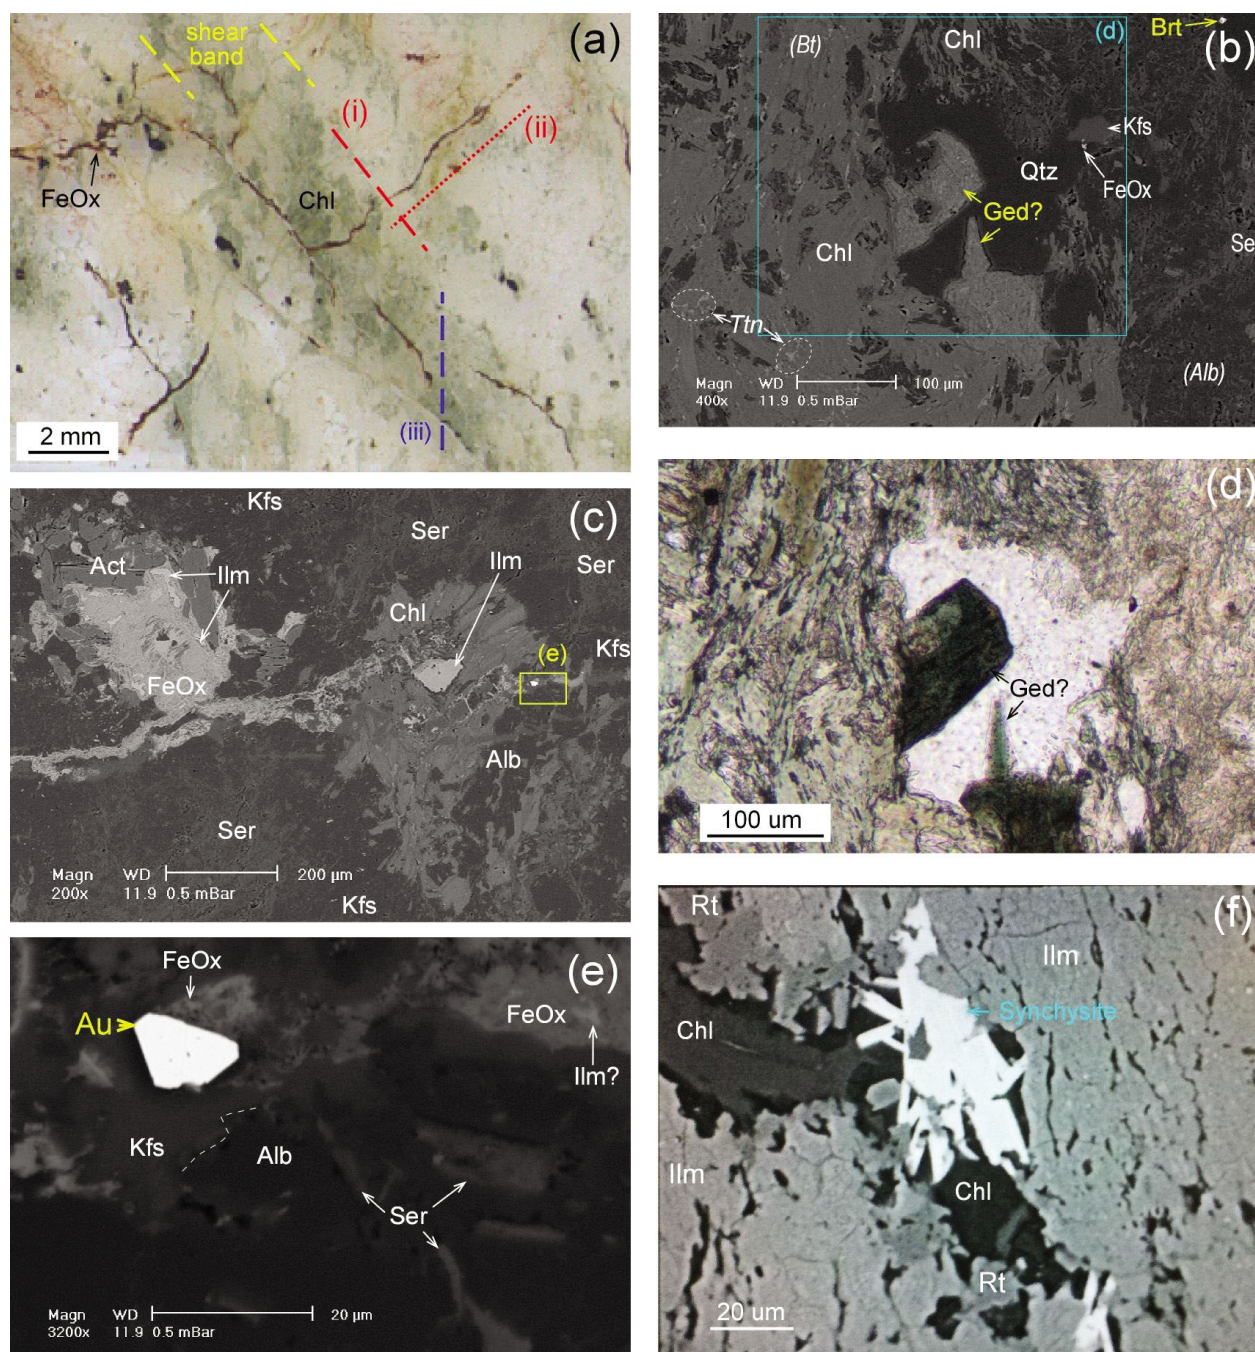 (a)
shear
band
(i)
(ii)
FeOx
Chl
2 mm
(iii)
(b)
Brt
(d)
(Bt)
Chl
Kfs
Qtz
FeOx
Ged?
Chl
Se
Ttn
(Alb)
Magn WD 100 µm
400x 11.9 0.5 mBar
(c)
Kfs
Ser
Act
Ilm
Ilm
Ser
Chl
(e)
Kfs
FeOx
Alb
Ser
Magn WD 200 µm
200x 11.9 0.5 mBar
Kfs
(d)
Ged?
100 um
(e)
FeOx
Au
FeOx
Ilm?
Kfs
Alb
Ser
Magn WD 20 µm
3200x 11.9 0.5 mBar
(f)
Rt
Ilm
Synchysite
Chl
Ilm
Chl
Rt
20 um